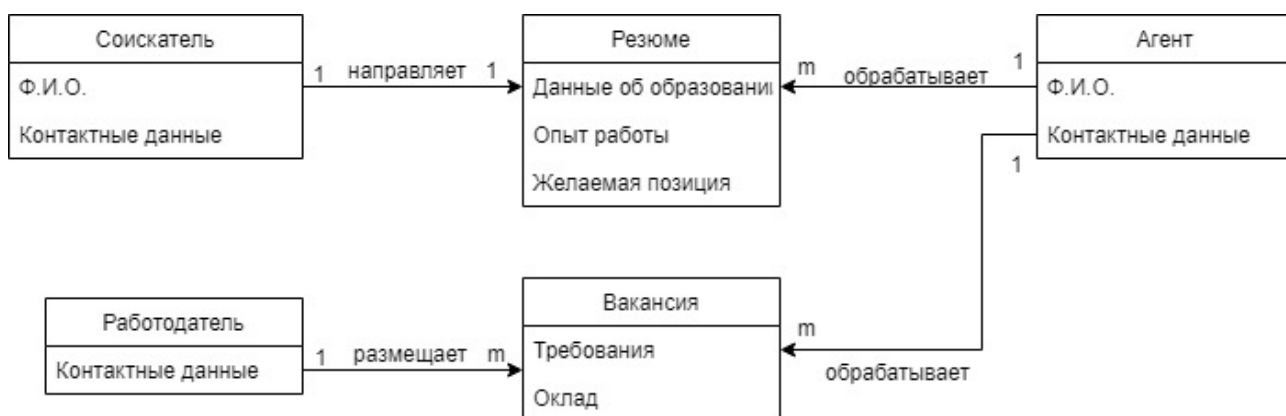 Соискатель
Ф.И.О.
Контактные данные
1 направляет 1
Резюме
Данные об образовани
Опыт работы
Желаемая позиция
m обрабатывает 1
Агент
Ф.И.О.
Контактные данные
1
Работодатель
Контактные данные
1 размещает m
Вакансия
Требования
Оклад
m
обрабатывает